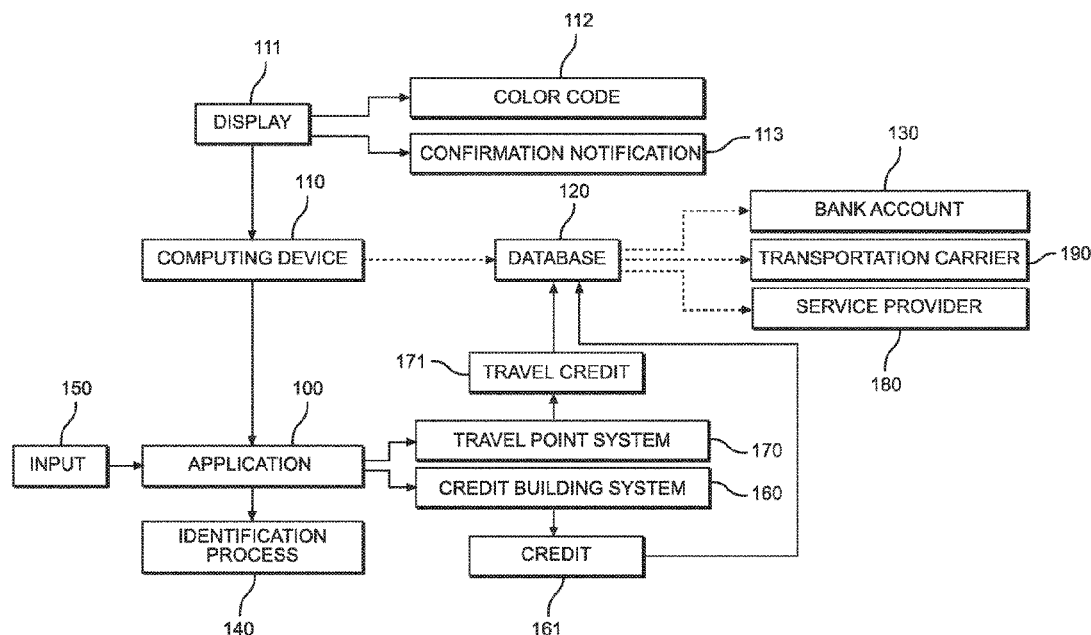 112
111
COLOR CODE
DISPLAY
CONFIRMATION NOTIFICATION
113
130
110
120
BANK ACCOUNT
COMPUTING DEVICE
DATABASE
TRANSPORTATION CARRIER
190
SERVICE PROVIDER
171
TRAVEL CREDIT
180
150
100
TRAVEL POINT SYSTEM
170
INPUT
APPLICATION
CREDIT BUILDING SYSTEM
160
IDENTIFICATION
PROCESS
CREDIT
140
161